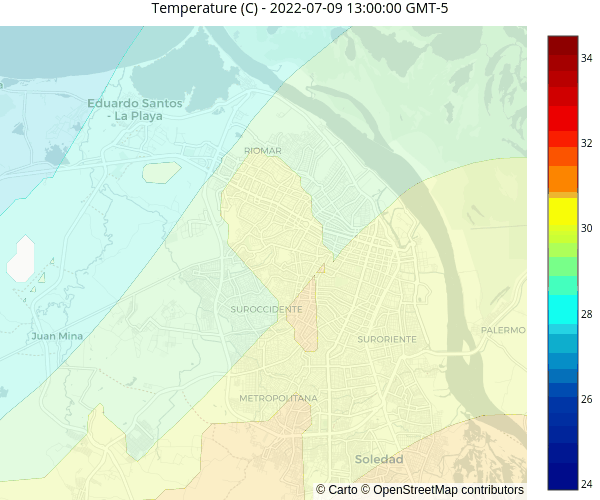 Temperature (C) - 2022-07-09 13:00:00 GMT-5
34
Eduardo Santos
- La Playa
32
RIOMAR
30
28
SUROCCIDENTE
PALERMO
Juan Mina
SURORIENTE
26
METROPOLITANA
Soledad
24
© Carto © OpenStreetMap contributors